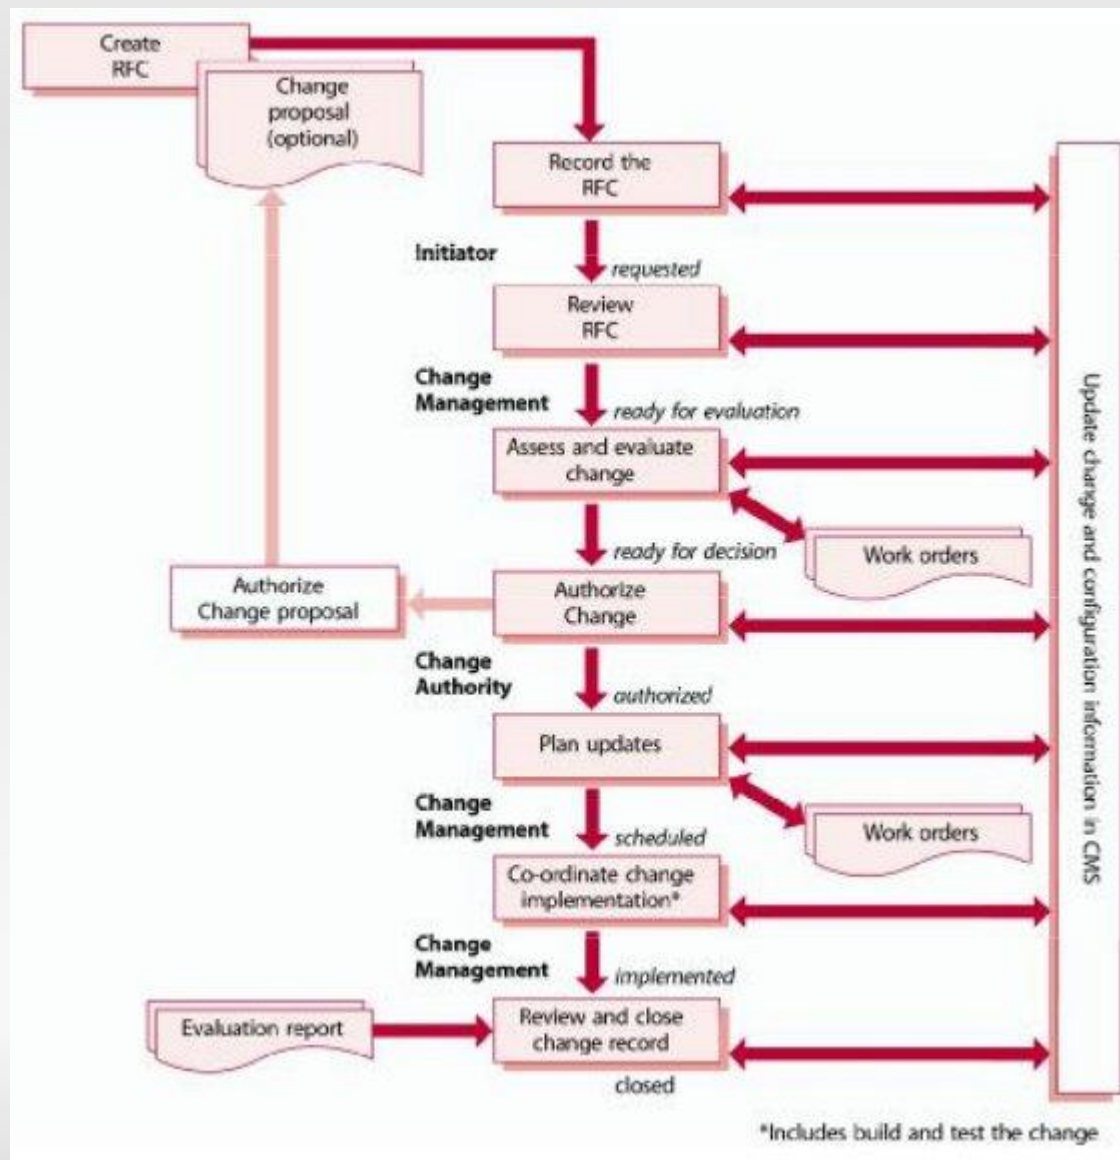 Create
RFC
Change
proposal
(optional)
Record the
RFC
Initiator
requested
Review
RFC
Change
Management
ready for evaluation
Assess and evaluate
change
ready for decision
Work orders
Authorize
Change proposal
Authorize
Change
Change
Authority
authorized
Plan updates
Change
Management
scheduled
Work orders
Co-ordinate change
implementation*
Change
Management
implemented
Evaluation report
Review and close
change record
closed
Update change and configuration information in CMS
*Includes build and test the change